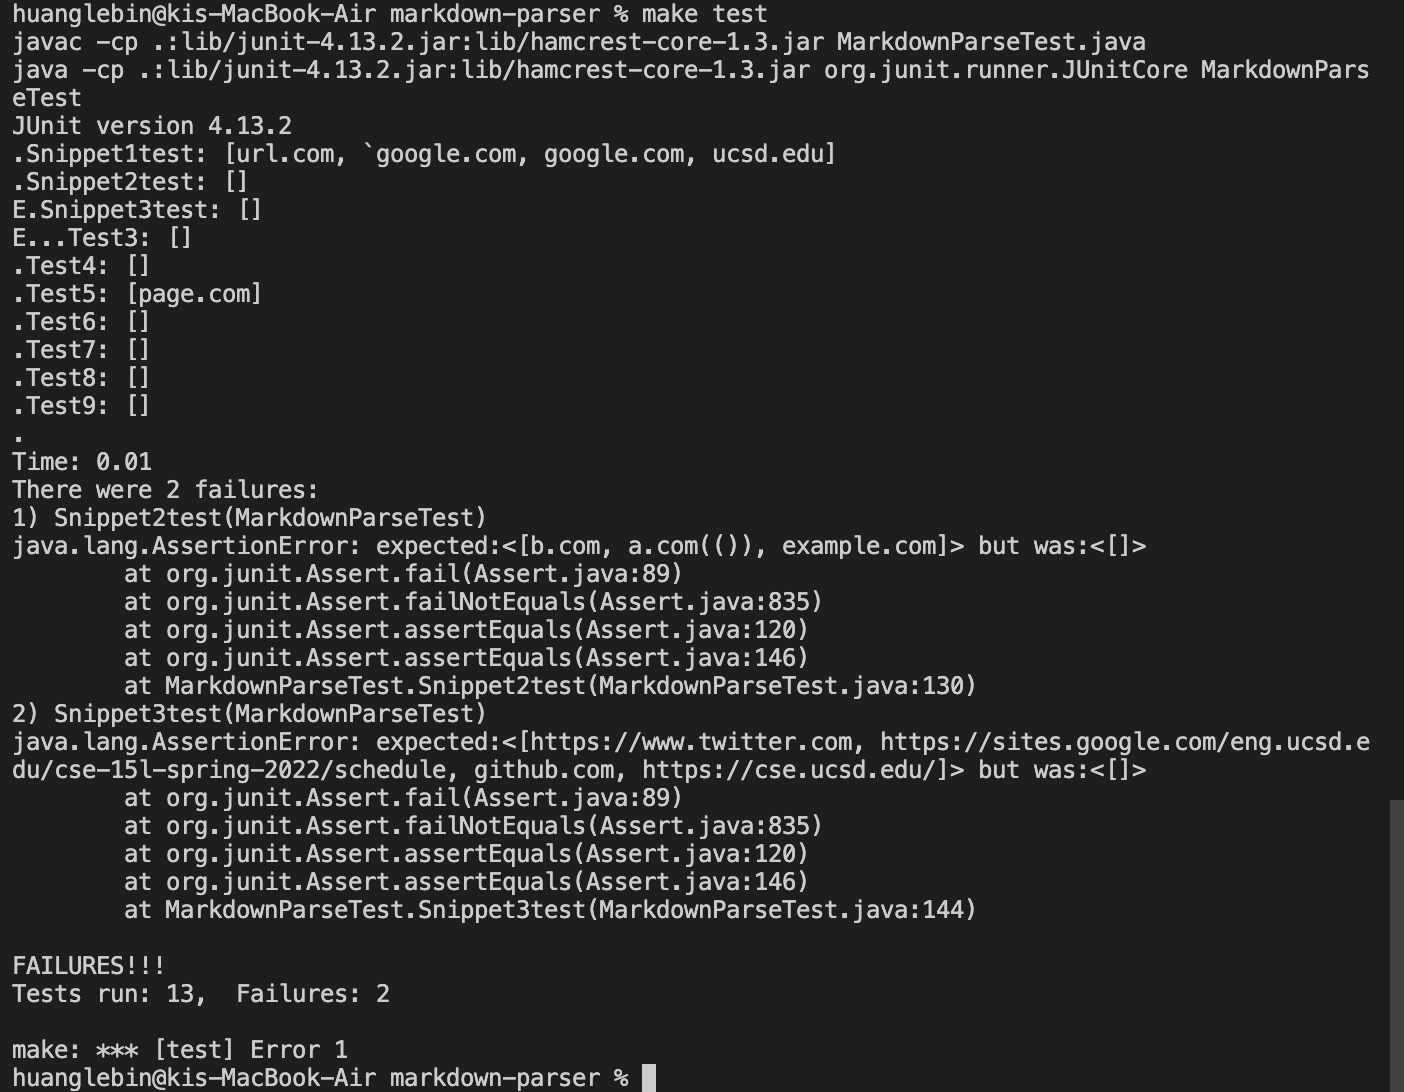 huanglebin@kis-MacBook-Air markdown-parser % make test
javac -cp .:lib/junit-4.13.2.jar:lib/hamcrest-core-1.3.jar MarkdownParseTest.java
java -cp .:lib/junit-4.13.2.jar:lib/hamcrest-core-1.3.jar org.junit.runner.JUnitCore MarkdownPars
eTest
JUnit version 4.13.2
.Snippet1test: [url.com, `google.com, google.com, ucsd.edu]
.Snippet2test: []
E.Snippet3test: []
E...Test3: []
.Test4: []
.Test5: [page.com]
.Test6: []
.Test7: []
.Test8: []
.Test9: []
.
Time: 0.01
There were 2 failures:
1) Snippet2test(MarkdownParseTest)
java.lang.AssertionError: expected:<[b.com, a.com(()), example.com]> but was:<[]>
        at org.junit.Assert.fail(Assert.java:89)
        at org.junit.Assert.failNotEquals(Assert.java:835)
        at org.junit.Assert.assertEquals(Assert.java:120)
        at org.junit.Assert.assertEquals(Assert.java:146)
        at MarkdownParseTest.Snippet2test(MarkdownParseTest.java:130)
2) Snippet3test(MarkdownParseTest)
java.lang.AssertionError: expected:<[https://www.twitter.com, https://sites.google.com/eng.ucsd.e
du/cse-15l-spring-2022/schedule, github.com, https://cse.ucsd.edu/]> but was:<[]>
        at org.junit.Assert.fail(Assert.java:89)
        at org.junit.Assert.failNotEquals(Assert.java:835)
        at org.junit.Assert.assertEquals(Assert.java:120)
        at org.junit.Assert.assertEquals(Assert.java:146)
        at MarkdownParseTest.Snippet3test(MarkdownParseTest.java:144)

FAILURES!!!
Tests run: 13,  Failures: 2

make: *** [test] Error 1
huanglebin@kis-MacBook-Air markdown-parser %